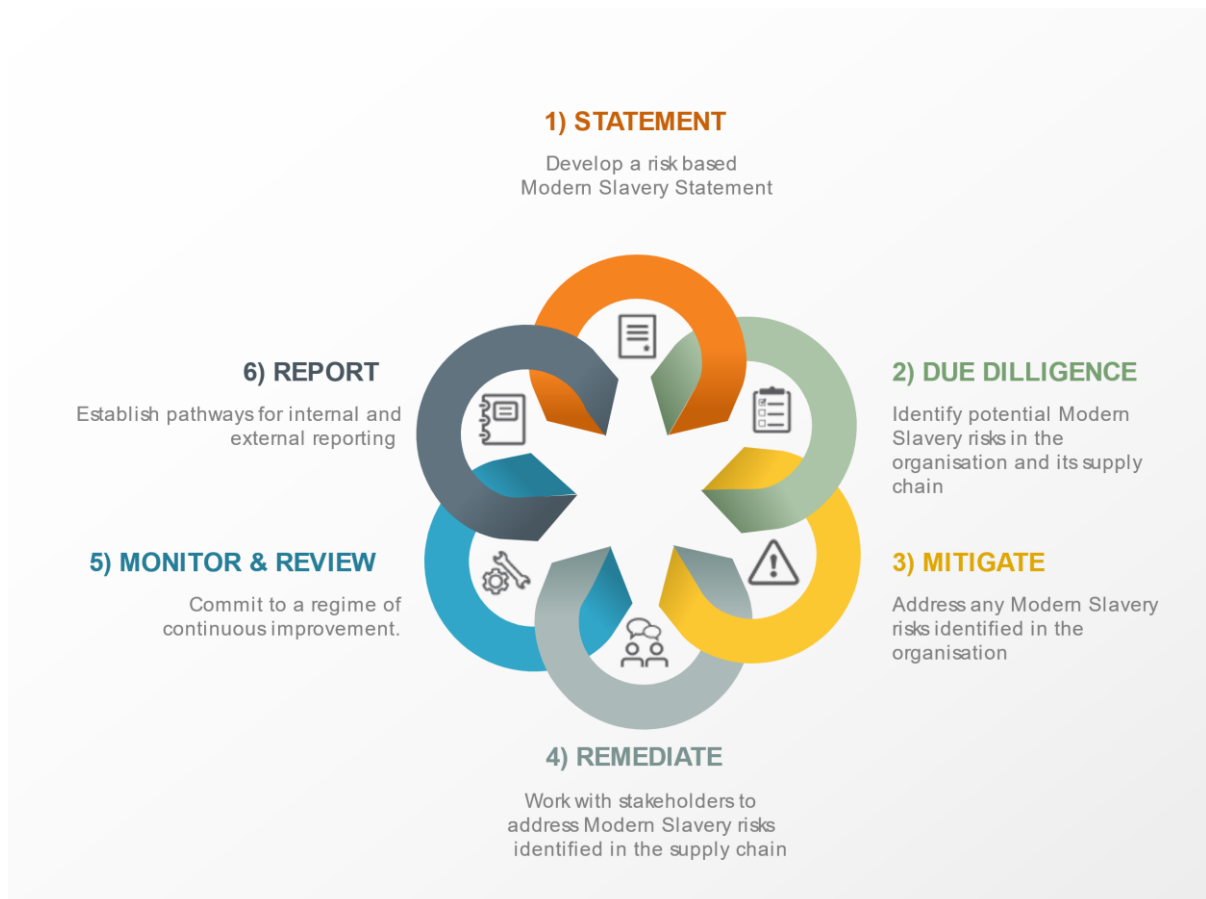 1) STATEMENT
Develop a risk based
Modern Slavery Statement
2) DUE DILLIGENCE
Identify potential Modern
Slavery risks in the
organisation and its supply
chain
3) MITIGATE
Address any Modern Slavery
risks identified in the
organisation
4) REMEDIATE
Work with stakeholders to
address Modern Slavery risks
identified in the supply chain
5) MONITOR & REVIEW
Commit to a regime of
continuous improvement.
6) REPORT
Establish pathways for internal and
external reporting